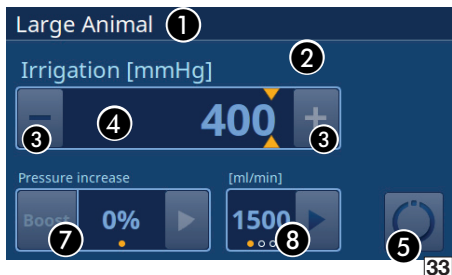 Large Animal 1
2
Irrigation [mmHg]
− 400 +
3 4 3
Pressure increase [ml/min]
Boost 0% 1500
7 8 5
33